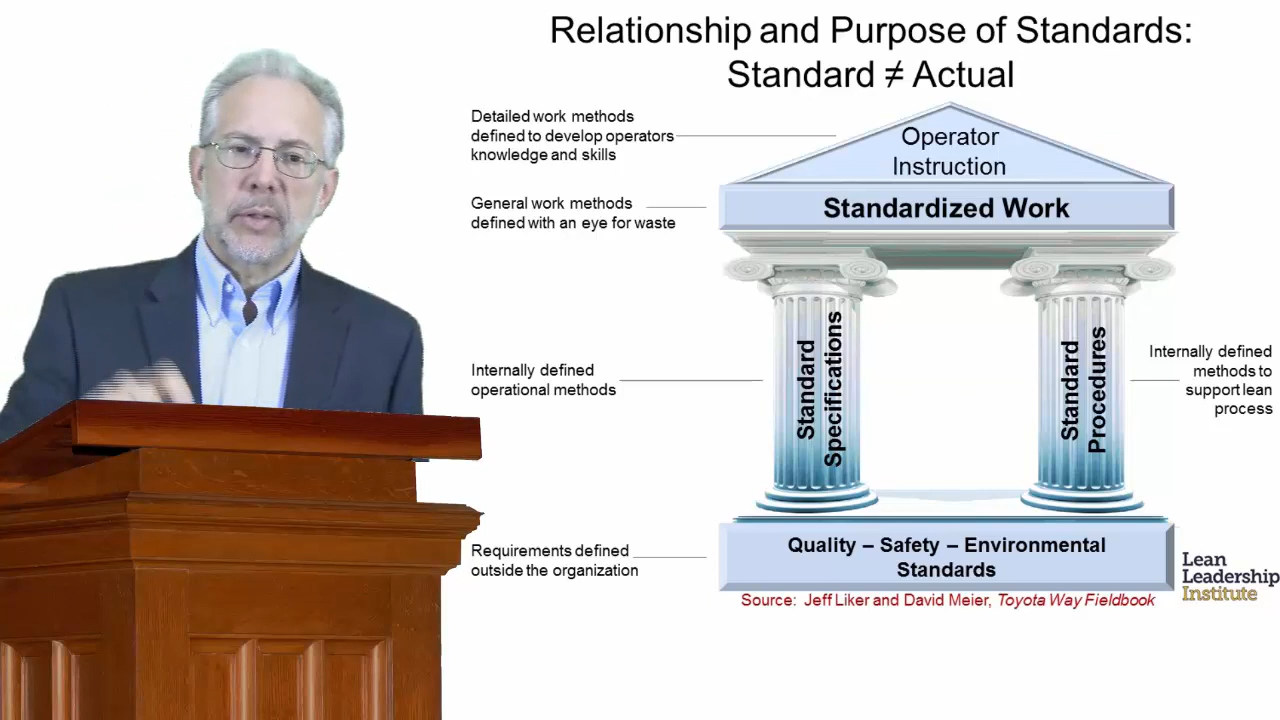 Relationship and Purpose of Standards:
Standard ≠ Actual
Detailed work methods
defined to develop operators
knowledge and skills
Operator
Instruction
General work methods
defined with an eye for waste
Standardized Work
Internally defined
operational methods
Standard
Specifications
Standard
Procedures
Internally defined
methods to
support lean
process
Requirements defined
outside the organization
Quality – Safety – Environmental
Standards
Source: Jeff Liker and David Meier, Toyota Way Fieldbook
Lean
Leadership
Institute